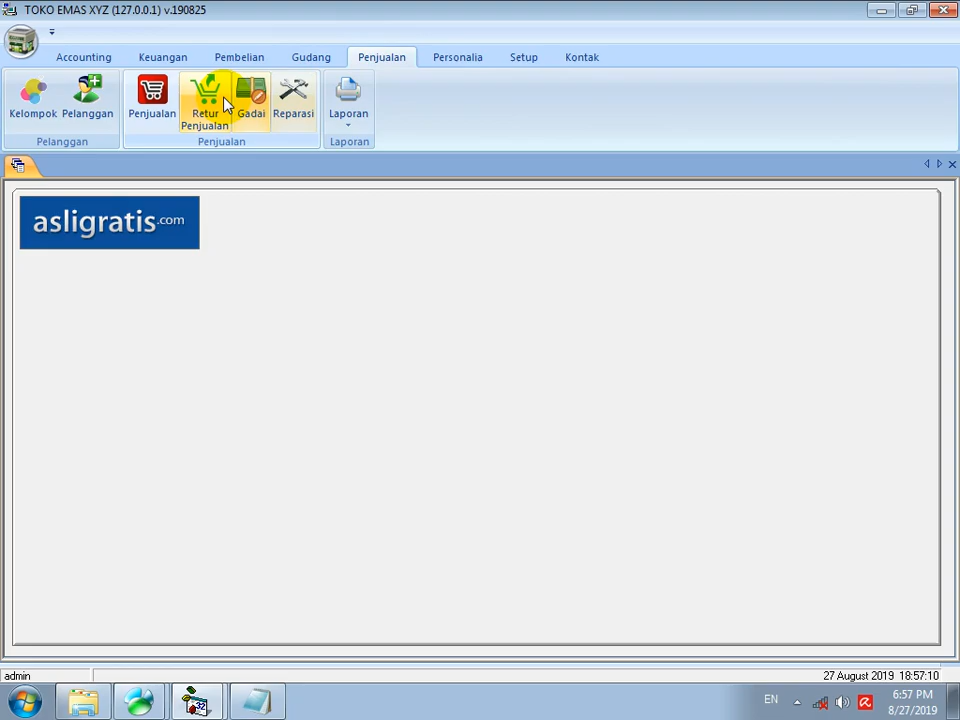 TOKO EMAS XYZ (127.0.0.1) v.190825
Accounting Keuangan Pembelian Gudang Penjualan Personalia Setup Kontak
Kelompok Pelanggan Penjualan Retur Penjualan Gadai Reparasi Laporan
Pelanggan Penjualan Laporan
asligratis.com
admin 27 August 2019 18:57:10
32
EN 6:57 PM
8/27/2019